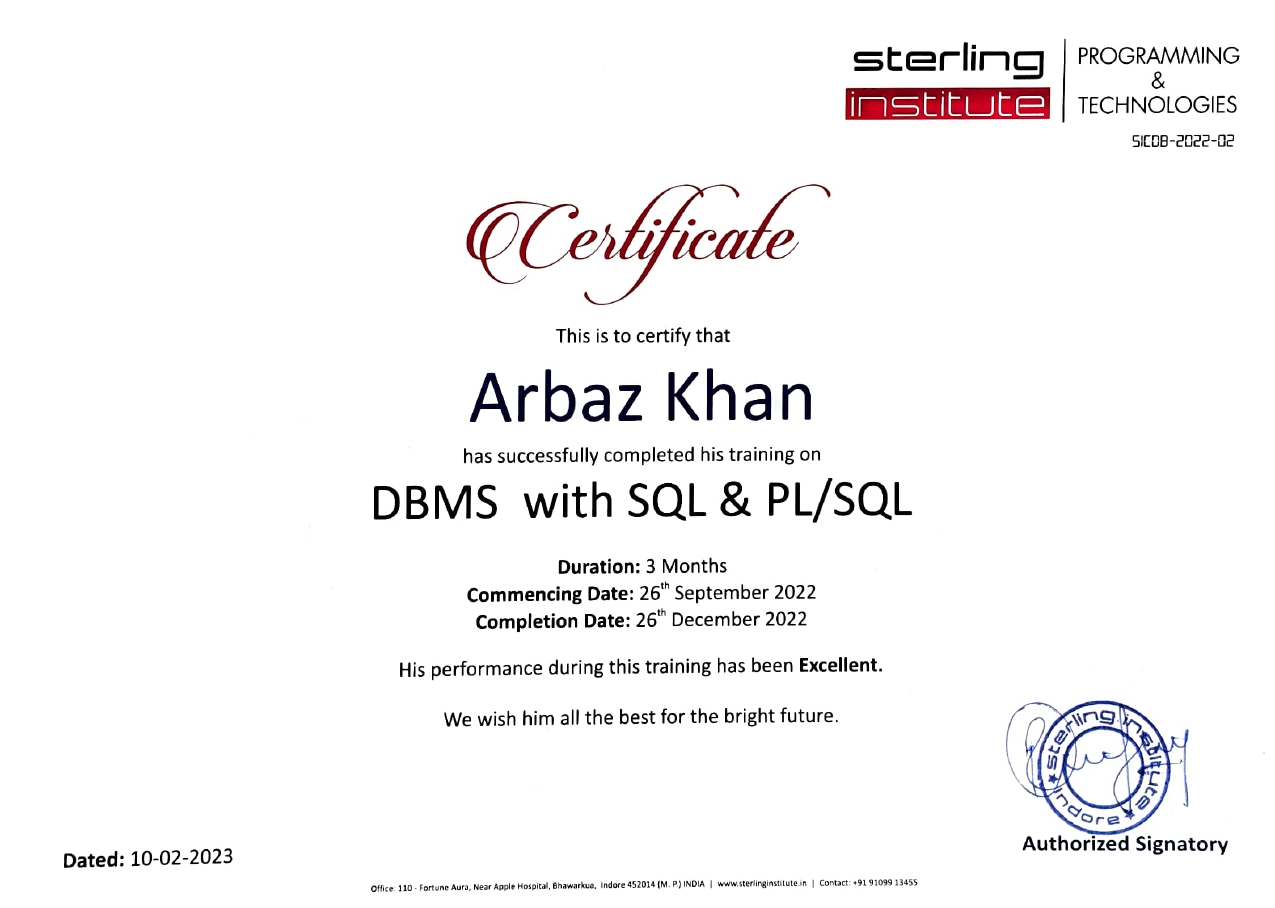 sterling
institute
PROGRAMMING
&
TECHNOLOGIES
SICDB-2022-02
Certificate
This is to certify that
Arbaz Khan
has successfully completed his training on
DBMS with SQL & PL/SQL
Duration: 3 Months
Commencing Date: 26th September 2022
Completion Date: 26th December 2022
His performance during this training has been Excellent.
We wish him all the best for the bright future.
sterling institute
★ Indore ★
Authorized Signatory
Dated: 10-02-2023
Office: 110 - Fortune Aura, Near Apple Hospital, Bhawarkua, Indore 452014 (M. P.) INDIA | www.sterlinginstitute.in | Contact: +91 91099 13455